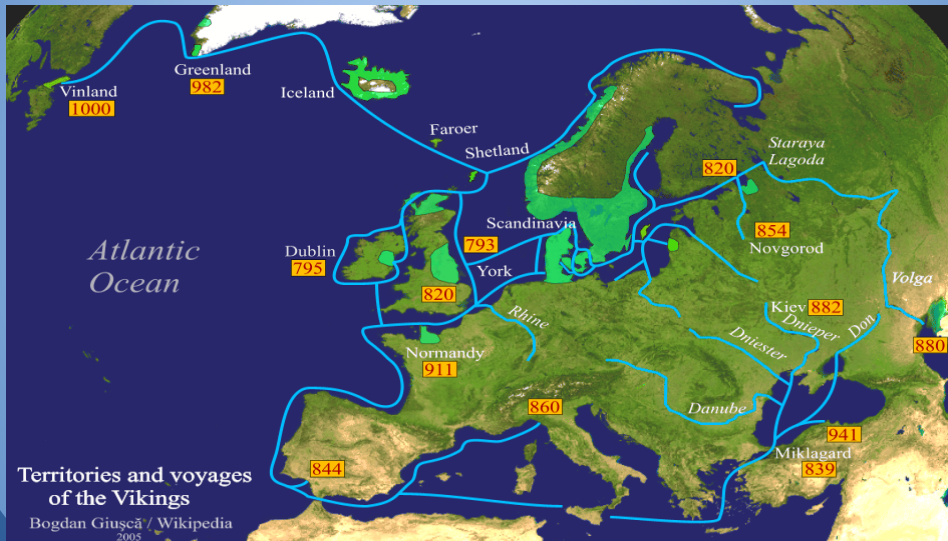 Vinland
1000
Greenland
982
Iceland
Faroer
Shetland
Staraya
Lagoda
820
Scandinavia
854
Novgorod
Atlantic
Ocean
Dublin
795
793
York
820
Volga
Kiev 882
Dnieper
Don
Rhine
Dniester
880
Normandy
911
860
Danube
941
Miklagard
839
844
Territories and voyages
of the Vikings
Bogdan Giuşcă / Wikipedia
2005